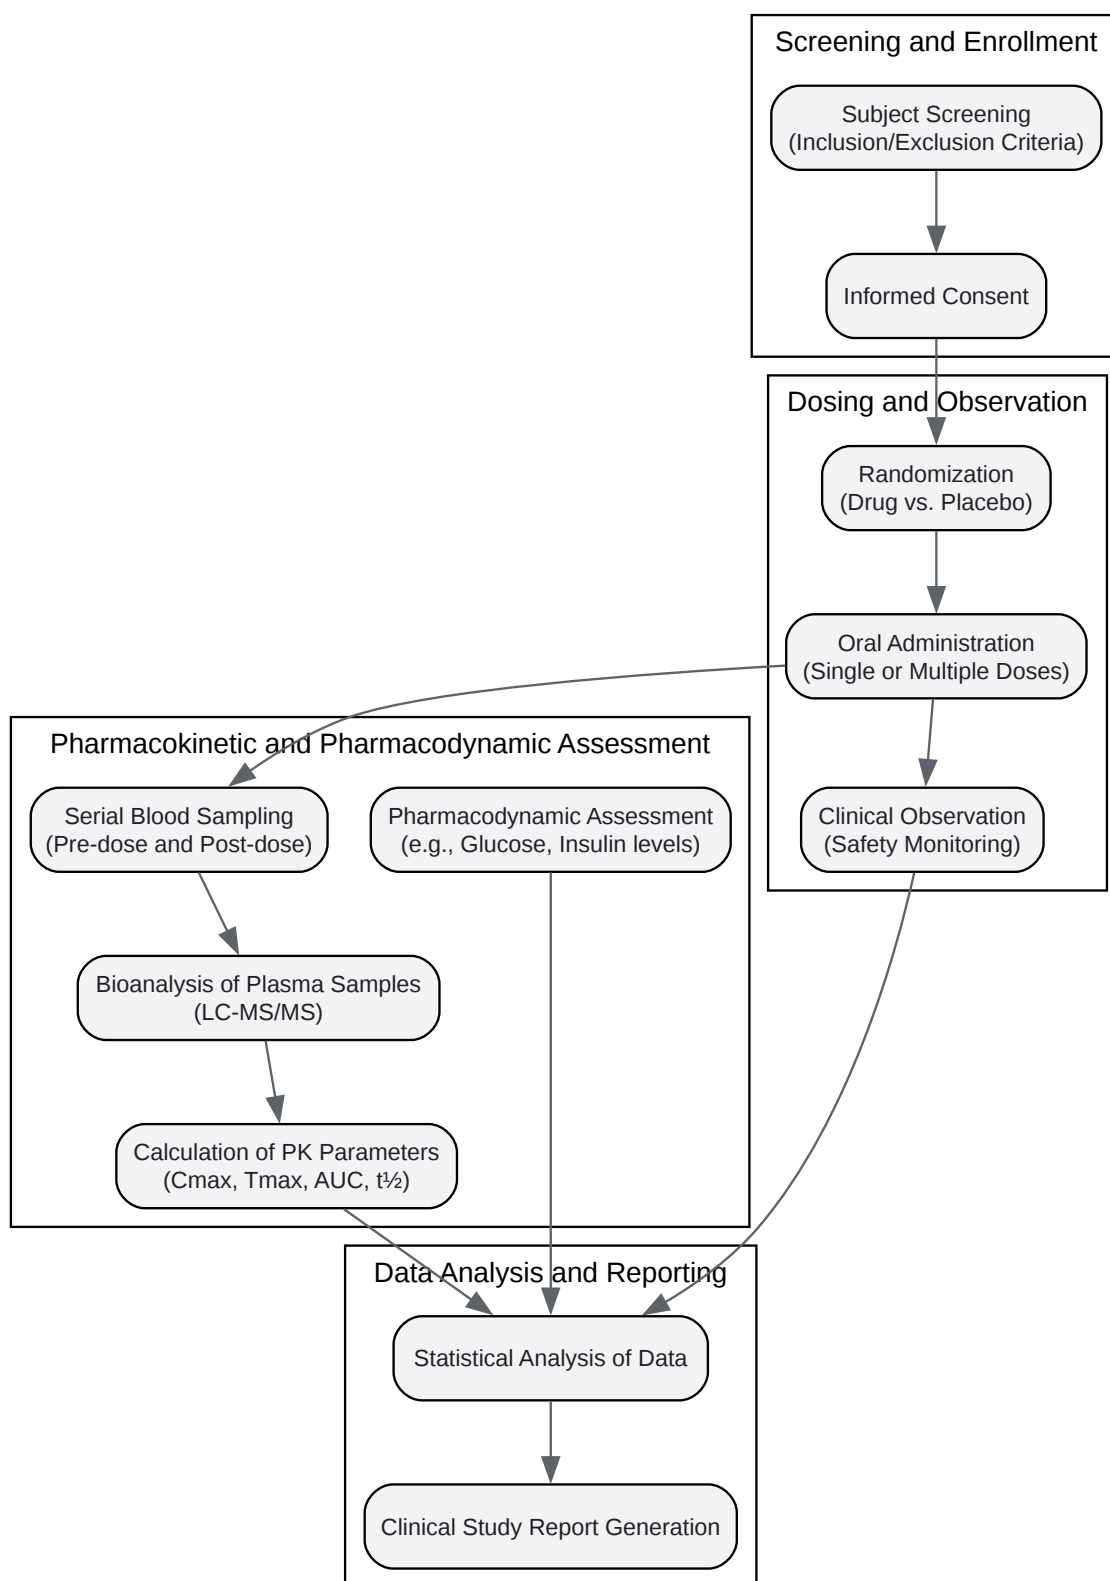 Screening and Enrollment
Subject Screening
(Inclusion/Exclusion Criteria)
Informed Consent
Dosing and Observation
Randomization
(Drug vs. Placebo)
Oral Administration
(Single or Multiple Doses)
Clinical Observation
(Safety Monitoring)
Pharmacokinetic and Pharmacodynamic Assessment
Serial Blood Sampling
(Pre-dose and Post-dose)
Pharmacodynamic Assessment
(e.g., Glucose, Insulin levels)
Bioanalysis of Plasma Samples
(LC-MS/MS)
Calculation of PK Parameters
(Cmax, Tmax, AUC, t½)
Data Analysis and Reporting
Statistical Analysis of Data
Clinical Study Report Generation